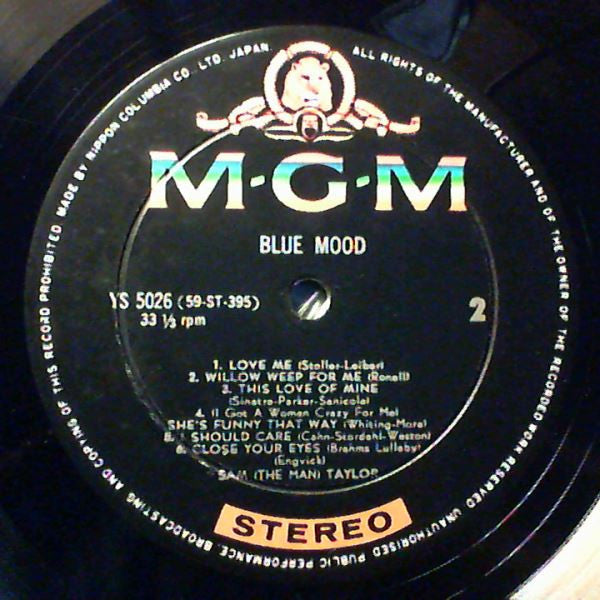 MADE BY NIPPON COLUMBIA CO., LTD. JAPAN. ALL RIGHTS OF THE MANUFACTURER AND OF THE OWNER OF THE RECORDED WORK RESERVED UNAUTHORISED PUBLIC PERFORMANCE, BROADCASTING AND COPYING OF THIS RECORD PROHIBITED
M-G-M
BLUE MOOD
YS 5026 (59-ST-395)
33 1/3 rpm
2
1. LOVE ME (Stoller-Leiber)
2. WILLOW WEEP FOR ME (Ronell)
3. THIS LOVE OF MINE
(Sinatra-Parker-Sanicola)
4. (I Got A Woman Crazy For Me)
SHE'S FUNNY THAT WAY (Whiting-More)
5. I SHOULD CARE (Cahn-Stordahl-Weston)
6. CLOSE YOUR EYES (Brahms Lullaby)
(Engvick)
SAM (THE MAN) TAYLOR
STEREO